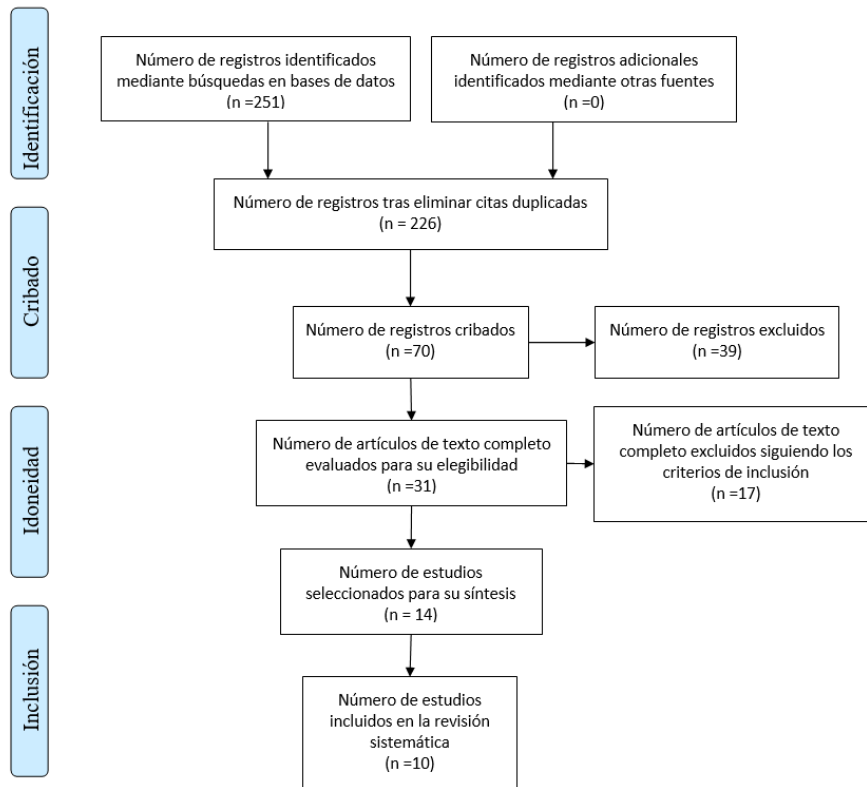 Identificación
Número de registros identificados
mediante búsquedas en bases de datos
(n =251)
Número de registros adicionales
identificados mediante otras fuentes
(n =0)
Número de registros tras eliminar citas duplicadas
(n = 226)
Cribado
Número de registros cribados
(n =70)
Número de registros excluidos
(n =39)
Idoneidad
Número de artículos de texto completo
evaluados para su elegibilidad
(n =31)
Número de artículos de texto
completo excluidos siguiendo los
criterios de inclusión
(n =17)
Número de estudios
seleccionados para su síntesis
(n = 14)
Inclusión
Número de estudios
incluidos en la revisión
sistemática
(n =10)